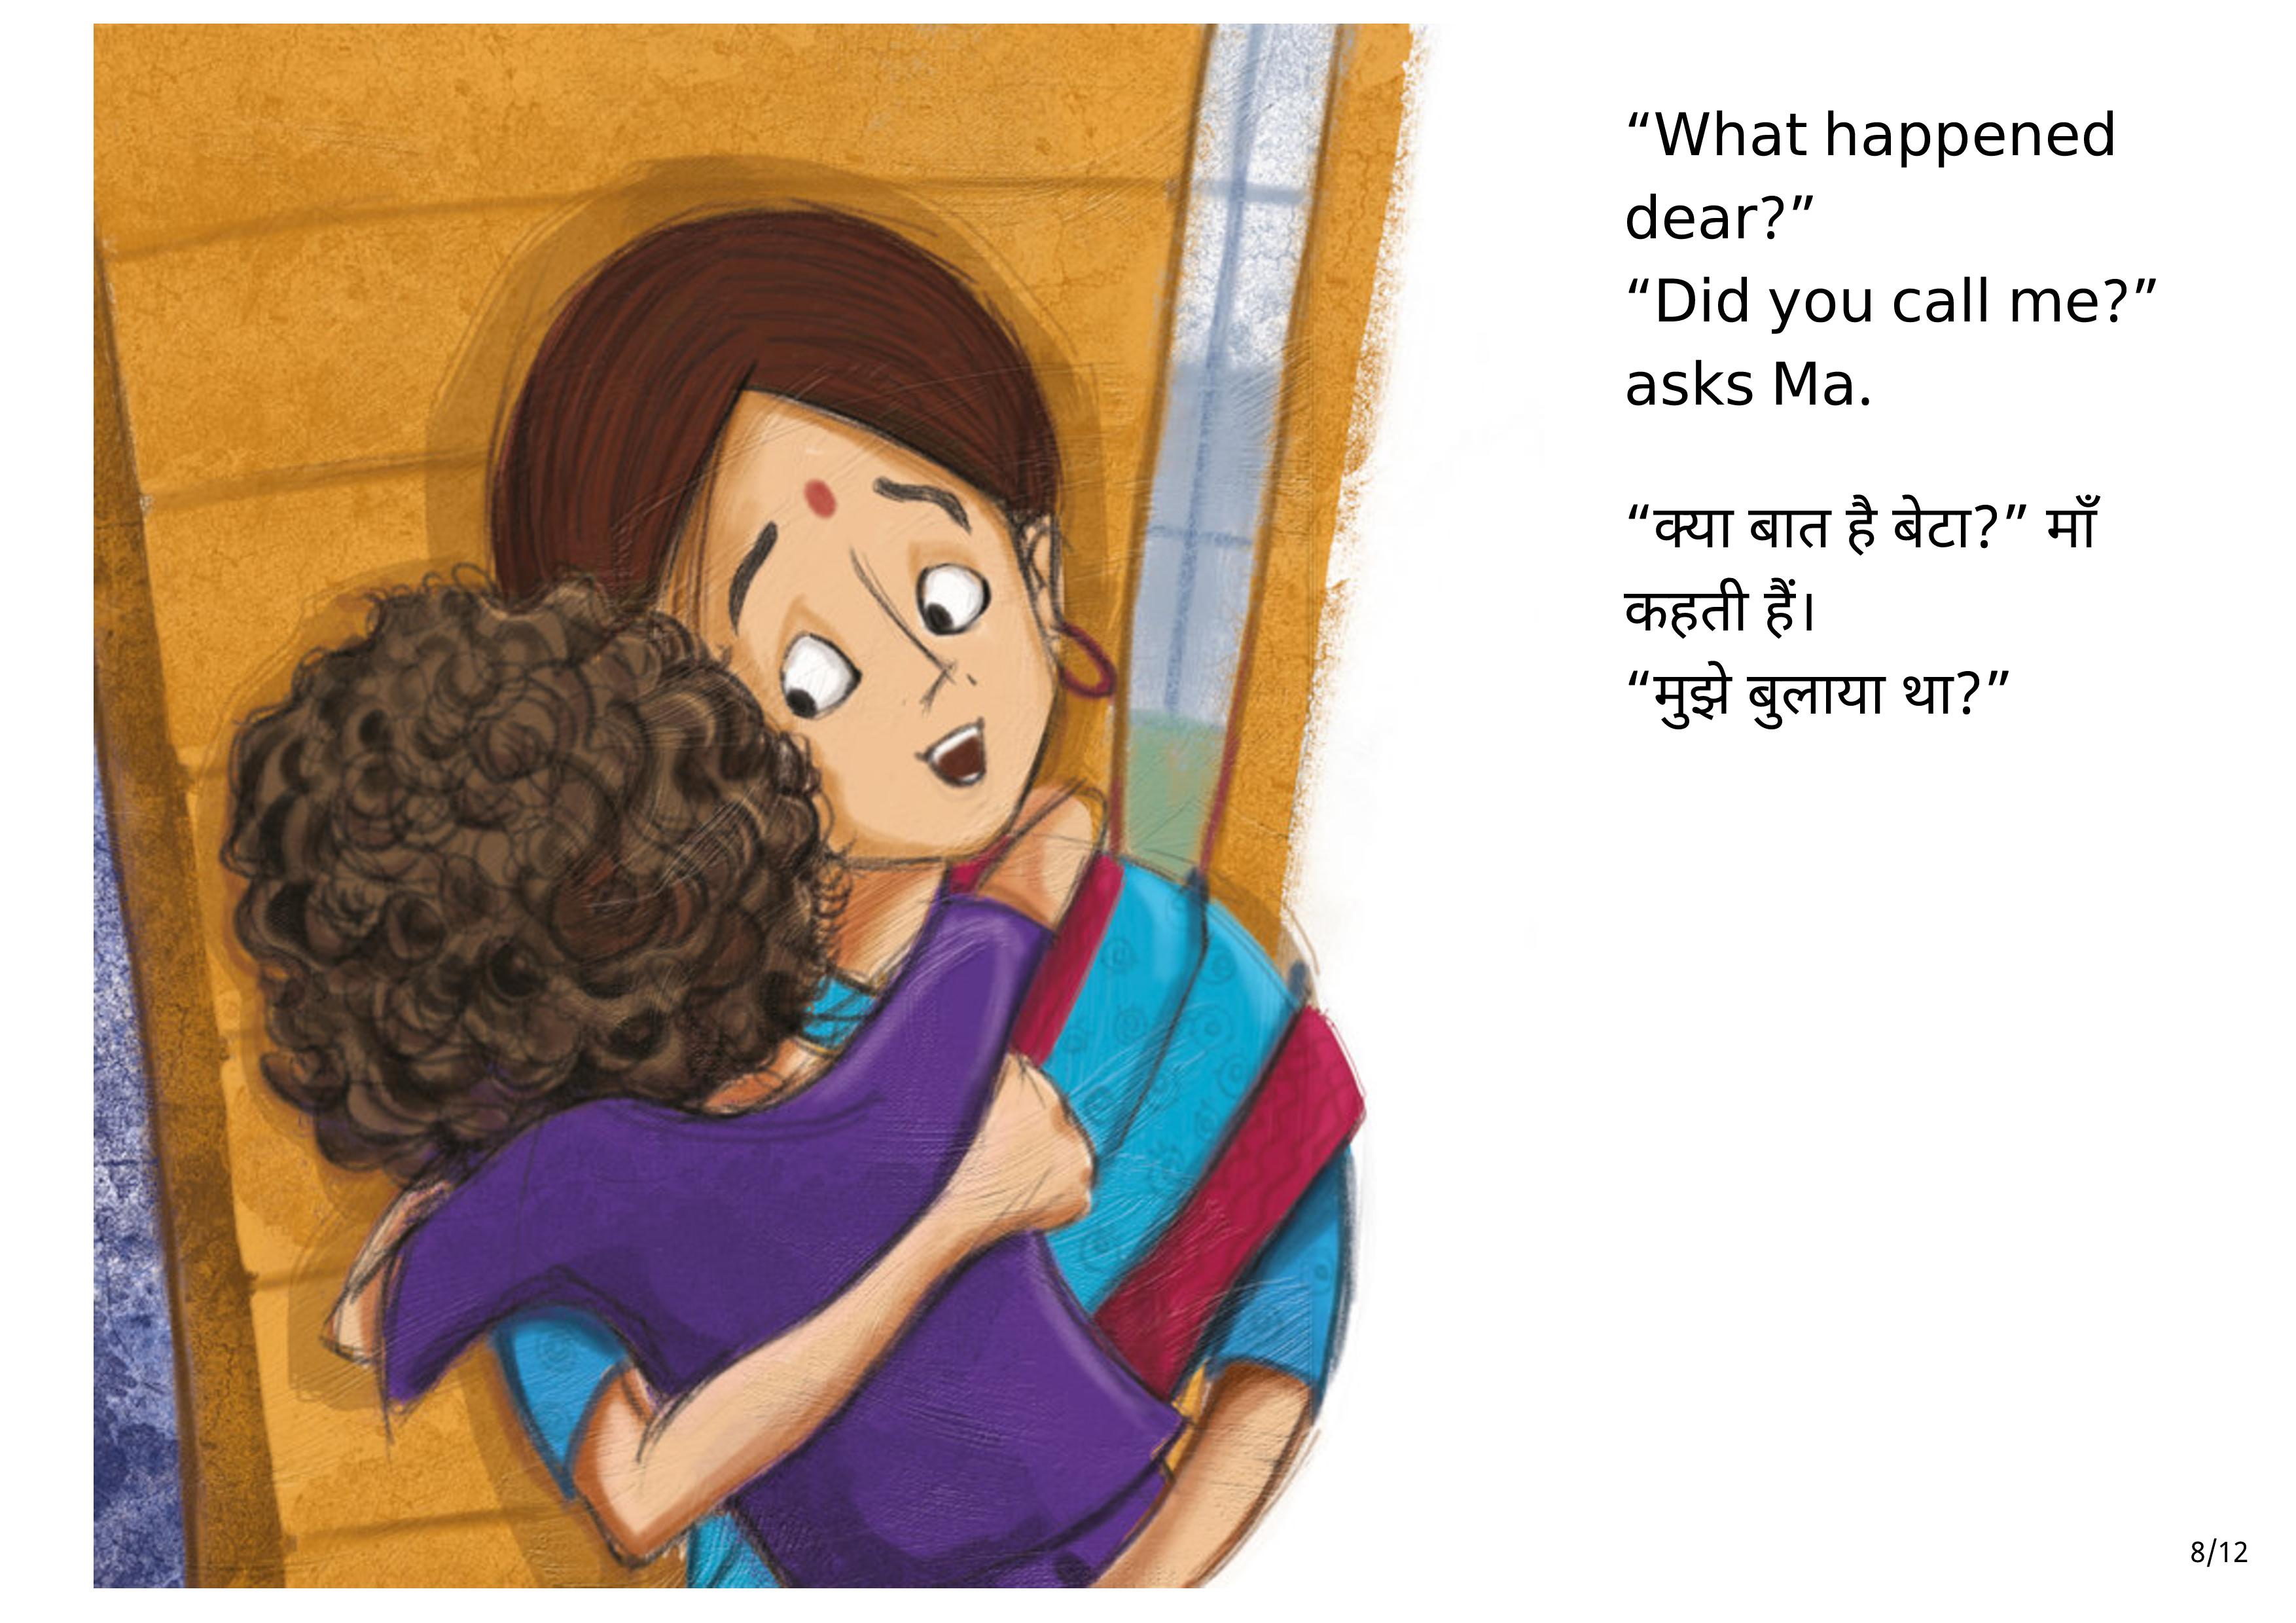 “What happened
dear?”
“Did you call me?”
asks Ma.
“क्या बात है बेटा?” माँ
कहती हैं।
“मुझे बुलाया था?”
8/12